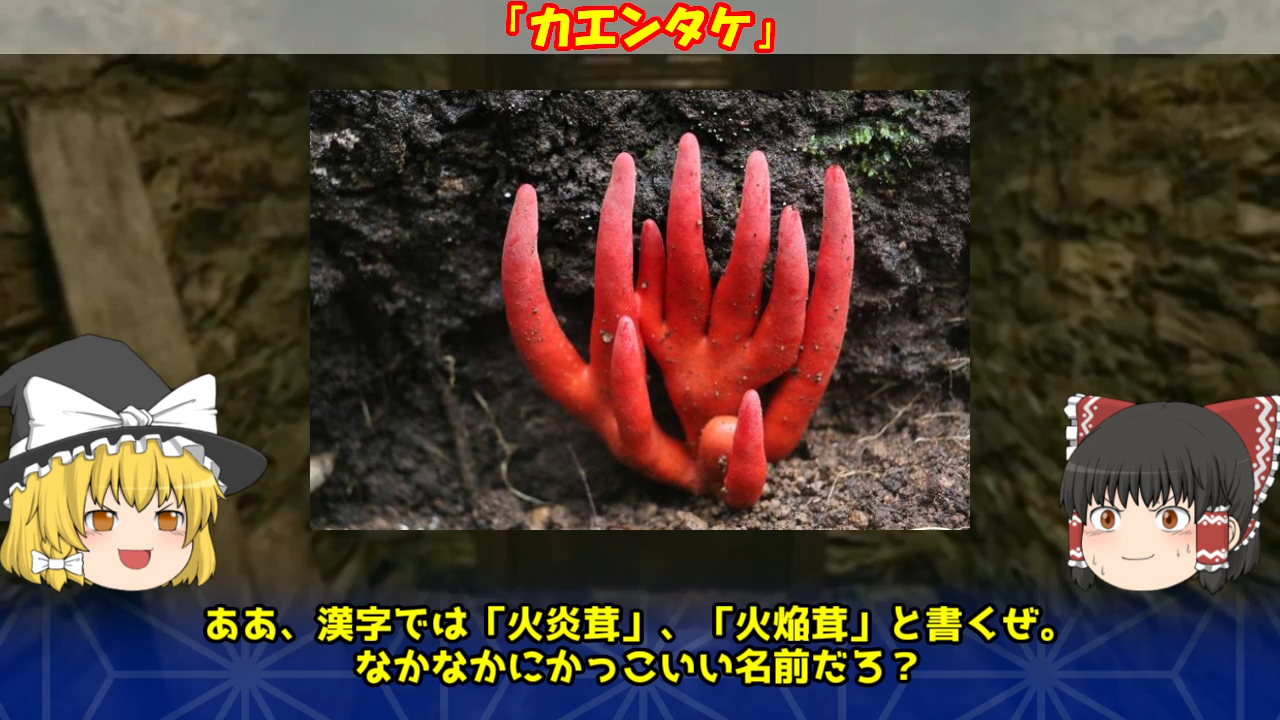 「カエンタケ」
ああ、漢字では「火炎茸」、「火焔茸」と書くぜ。
なかなかにかっこいい名前だろ？